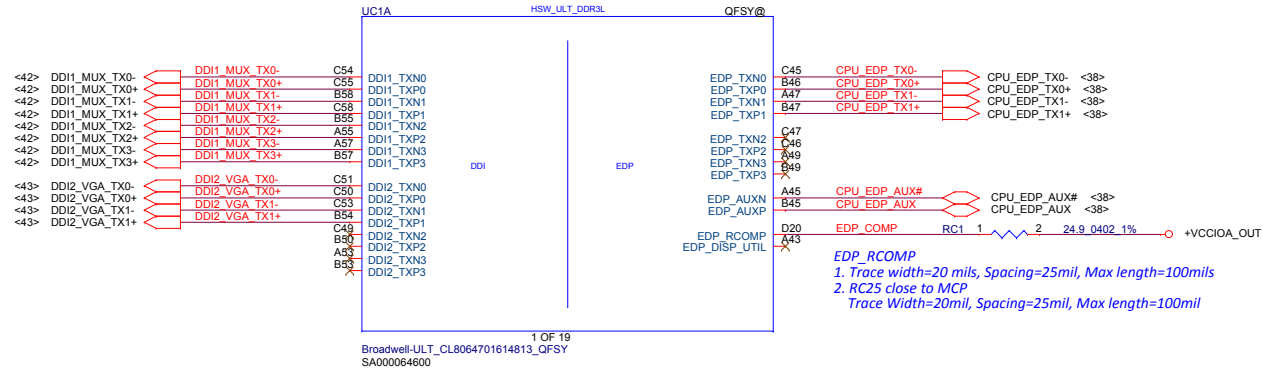 UC1A HSW_ULT_DDR3L QFSY@
<42> DDI1_MUX_TX0- DDI1_MUX_TX0- C54 DDI1_TXN0
<42> DDI1_MUX_TX0+ DDI1_MUX_TX0+ C55 DDI1_TXP0
<42> DDI1_MUX_TX1- DDI1_MUX_TX1- B58 DDI1_TXN1
<42> DDI1_MUX_TX1+ DDI1_MUX_TX1+ C58 DDI1_TXP1
<42> DDI1_MUX_TX2- DDI1_MUX_TX2- B55 DDI1_TXN2
<42> DDI1_MUX_TX2+ DDI1_MUX_TX2+ A55 DDI1_TXP2
<42> DDI1_MUX_TX3- DDI1_MUX_TX3- A57 DDI1_TXN3
<42> DDI1_MUX_TX3+ DDI1_MUX_TX3+ B57 DDI1_TXP3
<43> DDI2_VGA_TX0- DDI2_VGA_TX0- C51 DDI2_TXN0
<43> DDI2_VGA_TX0+ DDI2_VGA_TX0+ C50 DDI2_TXP0
<43> DDI2_VGA_TX1- DDI2_VGA_TX1- C53 DDI2_TXN1
<43> DDI2_VGA_TX1+ DDI2_VGA_TX1+ B54 DDI2_TXP1
C49 DDI2_TXN2
B50 DDI2_TXP2
A53 DDI2_TXN3
B53 DDI2_TXP3
DDI EDP
EDP_TXN0 C45 CPU_EDP_TX0- CPU_EDP_TX0- <38>
EDP_TXP0 B46 CPU_EDP_TX0+ CPU_EDP_TX0+ <38>
EDP_TXN1 A47 CPU_EDP_TX1- CPU_EDP_TX1- <38>
EDP_TXP1 B47 CPU_EDP_TX1+ CPU_EDP_TX1+ <38>
EDP_TXN2 C47
EDP_TXP2 C46
EDP_TXN3 A49
EDP_TXP3 B49
EDP_AUXN A45 CPU_EDP_AUX# CPU_EDP_AUX# <38>
EDP_AUXP B45 CPU_EDP_AUX CPU_EDP_AUX <38>
EDP_RCOMP D20 EDP_COMP RC1 1 2 24.9_0402_1% +VCCIOA_OUT
EDP_DISP_UTIL A43
EDP_RCOMP
1. Trace width=20 mils, Spacing=25mil, Max length=100mils
2. RC25 close to MCP
Trace Width=20mil, Spacing=25mil, Max length=100mil
1 OF 19
Broadwell-ULT_CL8064701614813_QFSY
SA000064600